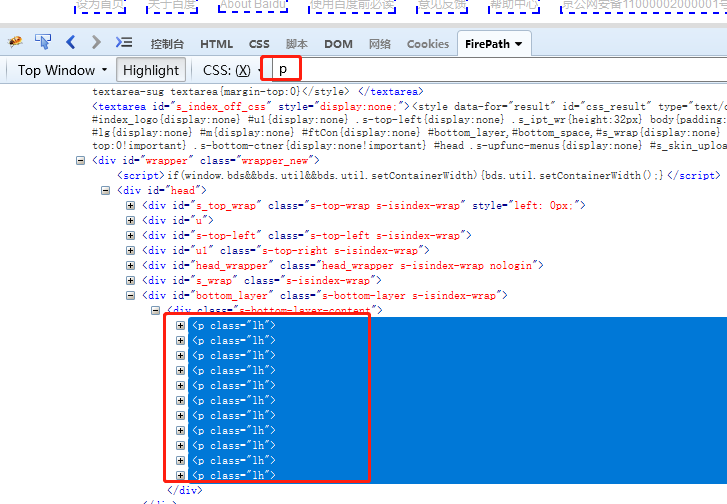 设为首页 关于百度 About Baidu 使用百度前必读 意见反馈 帮助中心 京公网安备11000002000001号
控制台 HTML CSS 脚本 DOM 网络 Cookies FirePath
Top Window Highlight CSS: (X) p
textarea-sug textarea{margin-top:0}</style> </textarea>
<textarea id="s_index_off_css" style="display:none;"><style data-for="result" id="css_result" type="text/c
#index_logo{display:none} #u1{display:none} .s-top-left{display:none} .s_ipt_wr{height:32px} body{padding:
#lg{display:none} #m{display:none} #ftCon{display:none} #bottom_layer,#bottom_space,#s_wrap{display:none}
top:0!important} .s-bottom-ctner{display:none!important} #head .s-upfunc-menus{display:none} #s_skin_uploa
<div id="wrapper" class="wrapper_new">
<script>if(window.bds&&bds.util&&bds.util.setContainerWidth){bds.util.setContainerWidth();}</script>
<div id="head">
<div id="s_top_wrap" class="s-top-wrap s-isindex-wrap" style="left: 0px;">
<div id="u">
<div id="s-top-left" class="s-top-left s-isindex-wrap">
<div id="u1" class="s-top-right s-isindex-wrap">
<div id="head_wrapper" class="head_wrapper s-isindex-wrap nologin">
<div id="s_wrap" class="s-isindex-wrap">
<div id="bottom_layer" class="s-bottom-layer s-isindex-wrap">
<div class="s-bottom-layer-content">
<p class="lh">
<p class="lh">
<p class="lh">
<p class="lh">
<p class="lh">
<p class="lh">
<p class="lh">
<p class="lh">
<p class="lh">
<p class="lh">
<p class="lh">
</div>